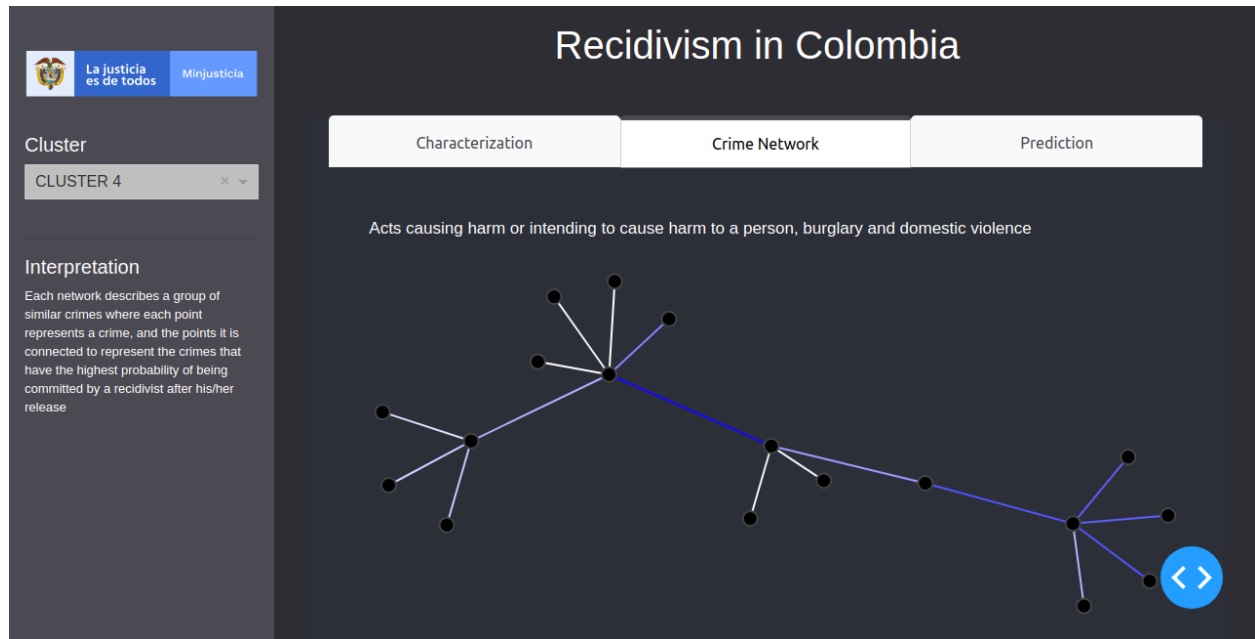 Recidivism in Colombia
La justicia
es de todos
Minjusticia
Cluster
CLUSTER 4
Interpretation
Each network describes a group of
similar crimes where each point
represents a crime, and the points it is
connected to represent the crimes that
have the highest probability of being
committed by a recidivist after his/her
release
Characterization
Crime Network
Prediction
Acts causing harm or intending to cause harm to a person, burglary and domestic violence